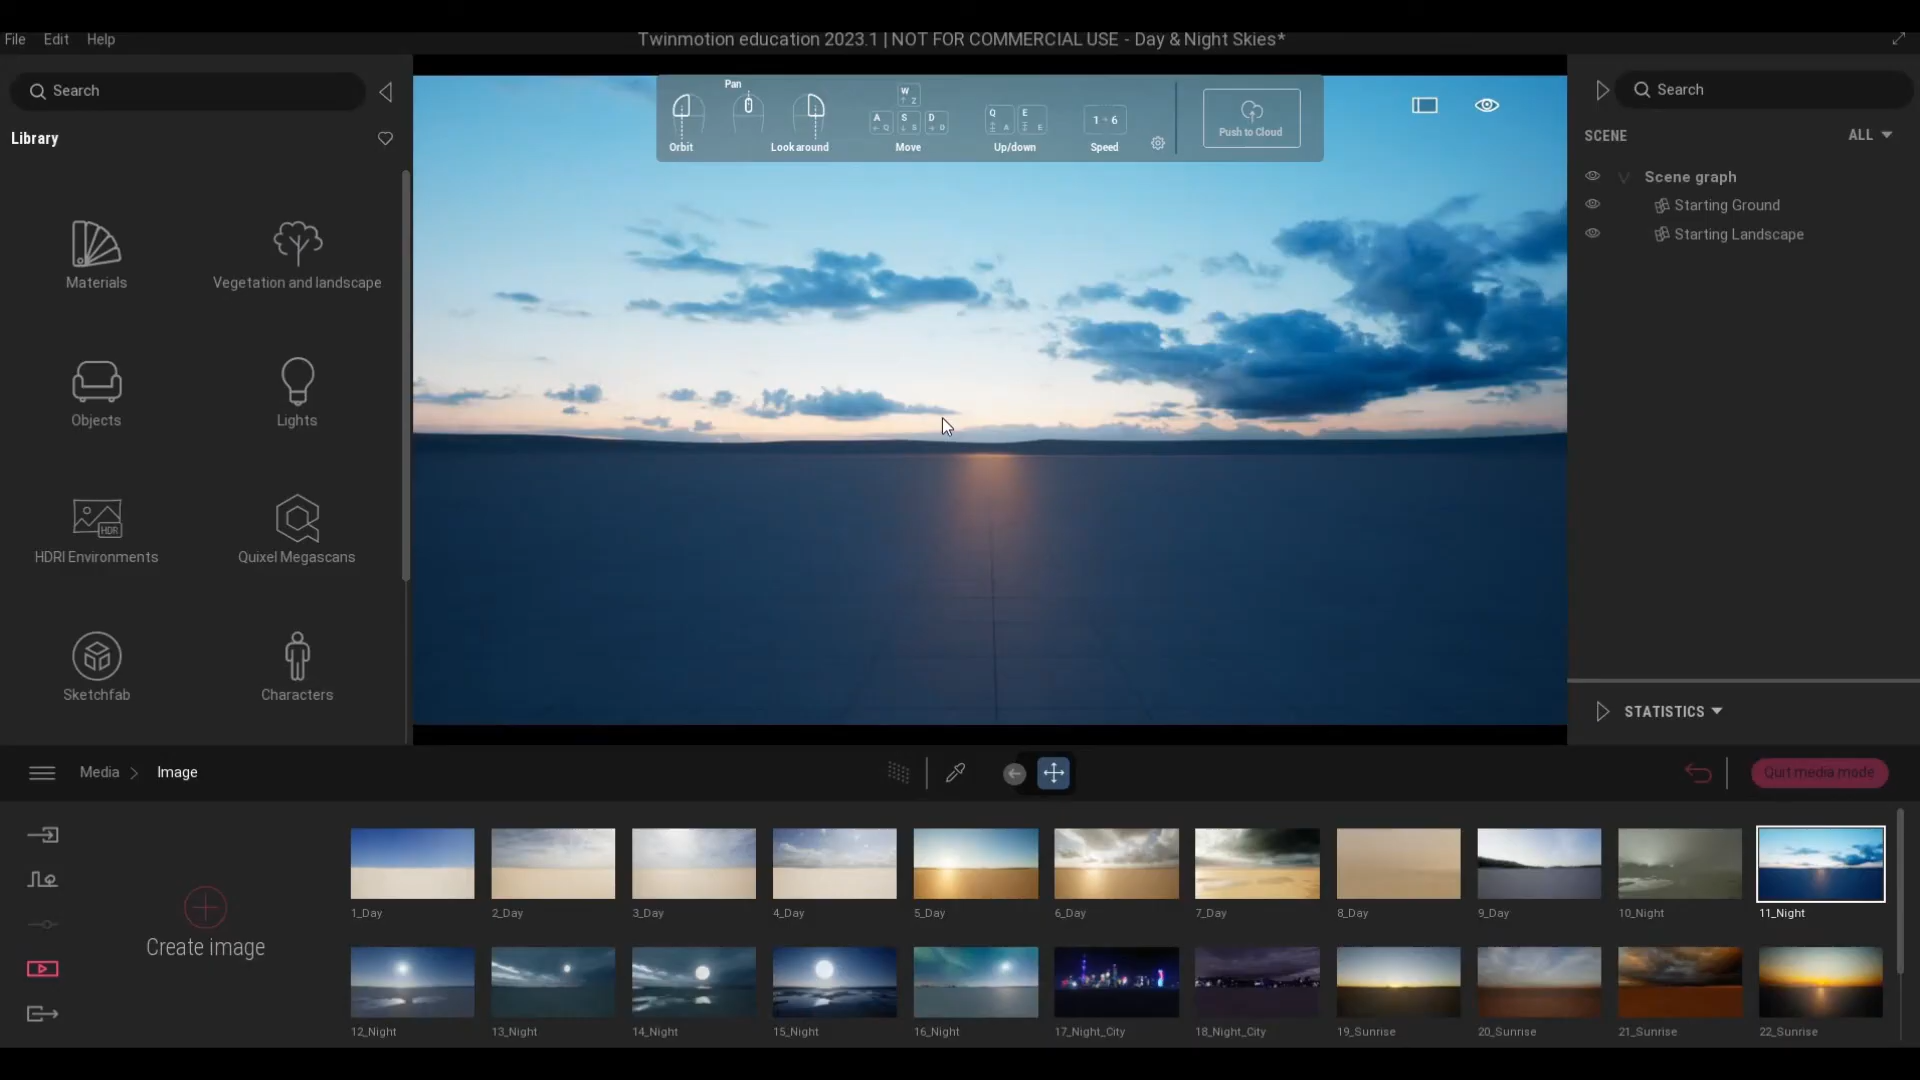 File Edit Help
Twinmotion education 2023.1 | NOT FOR COMMERCIAL USE - Day & Night Skies*
Search
Library
Materials
Vegetation and landscape
Objects
Lights
HDR
HDRI Environments
Quixel Megascans
Sketchfab
Characters
Pan
Orbit
Look around
W
Z
A
Q
S
S
D
D
Move
Q
A
E
E
Up/down
1 → 6
Speed
Push to Cloud
Search
SCENE
ALL
Scene graph
Starting Ground
Starting Landscape
STATISTICS
Media > Image
Quit media mode
Create image
1_Day
2_Day
3_Day
4_Day
5_Day
6_Day
7_Day
8_Day
9_Day
10_Night
11_Night
12_Night
13_Night
14_Night
15_Night
16_Night
17_Night_City
18_Night_City
19_Sunrise
20_Sunrise
21_Sunrise
22_Sunrise